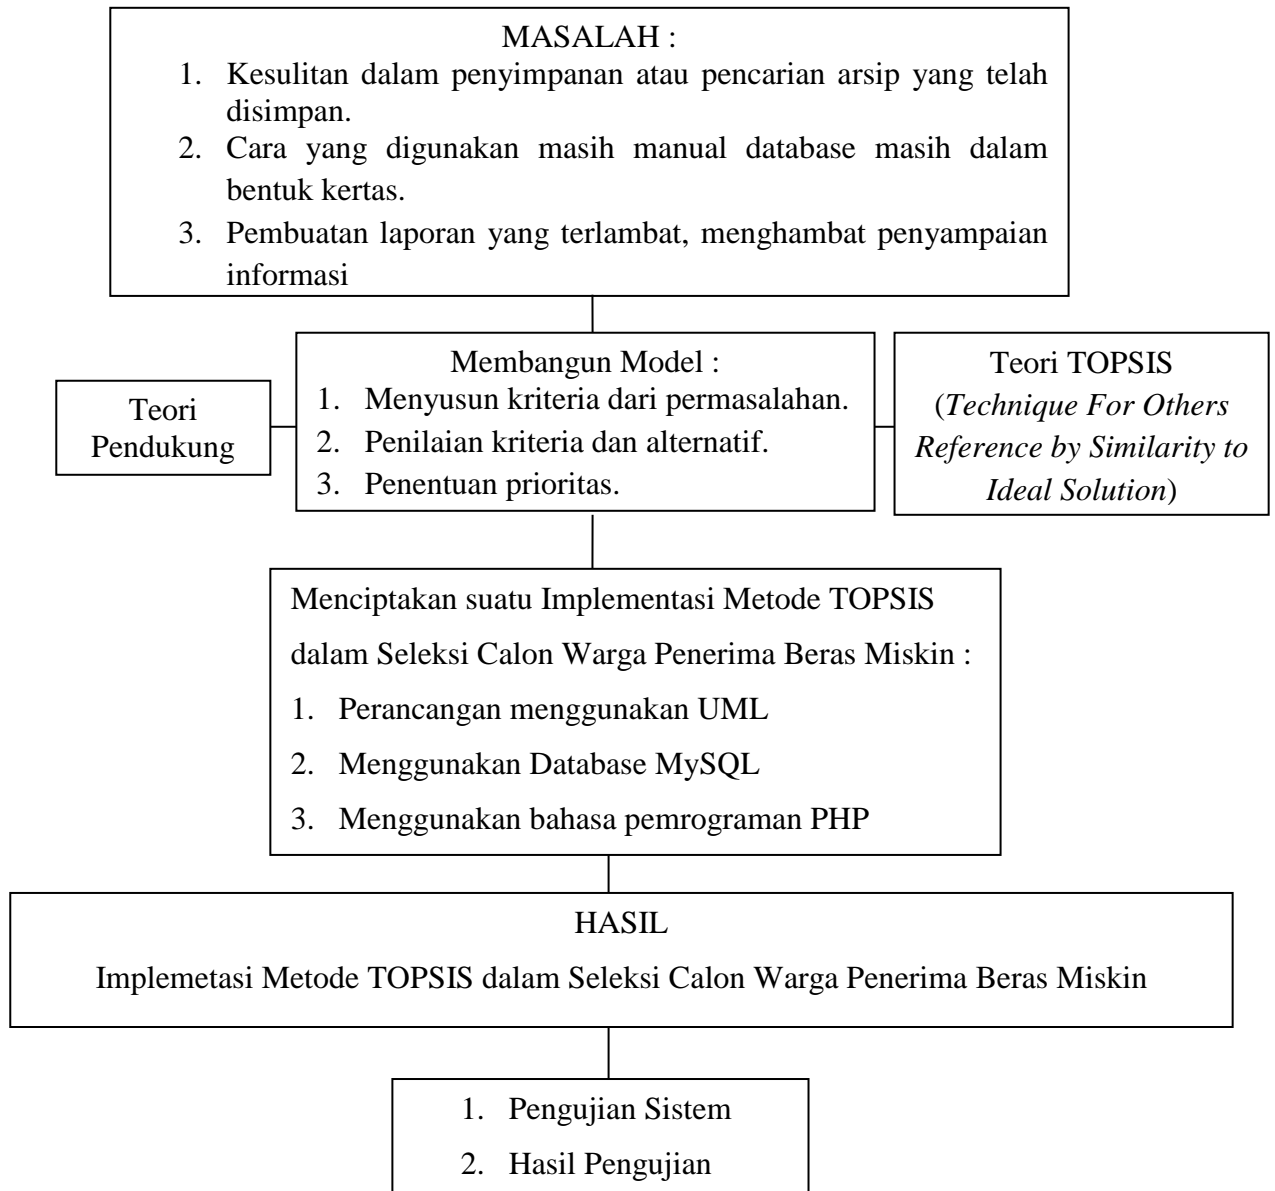 MASALAH :
1. Kesulitan dalam penyimpanan atau pencarian arsip yang telah
disimpan.
2. Cara yang digunakan masih manual database masih dalam
bentuk kertas.
3. Pembuatan laporan yang terlambat, menghambat penyampaian
informasi
Teori
Pendukung
Membangun Model :
1. Menyusun kriteria dari permasalahan.
2. Penilaian kriteria dan alternatif.
3. Penentuan prioritas.
Teori TOPSIS
(Technique For Others
Reference by Similarity to
Ideal Solution)
Menciptakan suatu Implementasi Metode TOPSIS
dalam Seleksi Calon Warga Penerima Beras Miskin :
1. Perancangan menggunakan UML
2. Menggunakan Database MySQL
3. Menggunakan bahasa pemrograman PHP
HASIL
Implemetasi Metode TOPSIS dalam Seleksi Calon Warga Penerima Beras Miskin
1. Pengujian Sistem
2. Hasil Pengujian